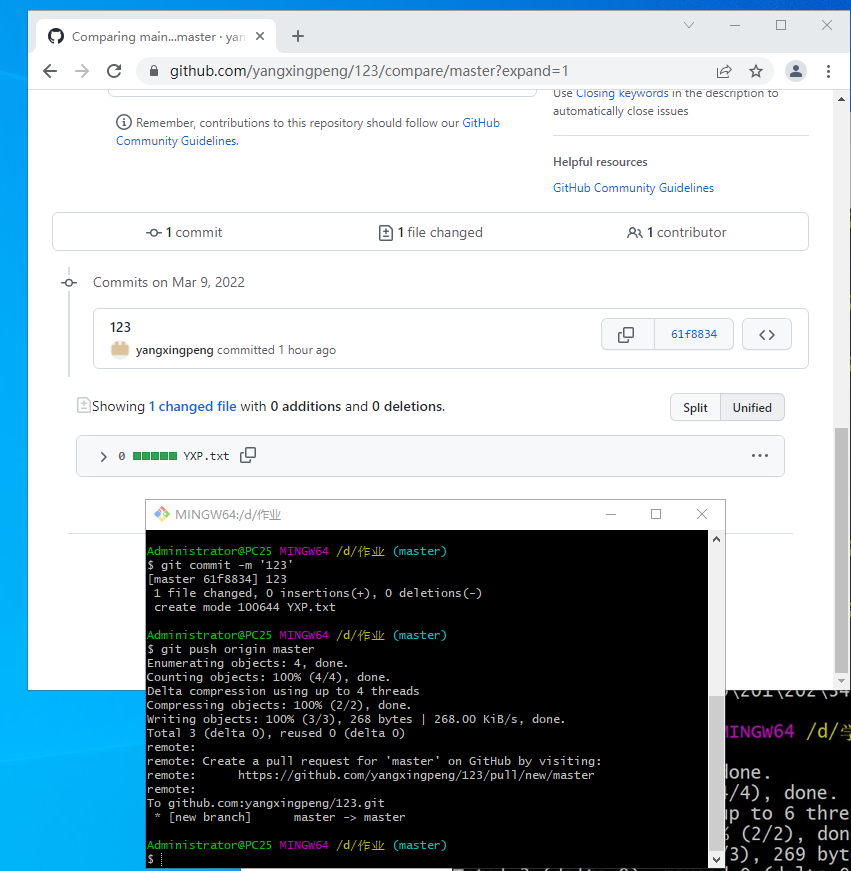 Comparing main...master · yan
github.com/yangxingpeng/123/compare/master?expand=1
Remember, contributions to this repository should follow our GitHub
Community Guidelines.
Use Closing keywords in the description to
automatically close issues
Helpful resources
GitHub Community Guidelines
1 commit
1 file changed
1 contributor
Commits on Mar 9, 2022
123
yangxingpeng committed 1 hour ago
61f8834
Showing 1 changed file with 0 additions and 0 deletions.
Split
Unified
0
YXP.txt
MINGW64:/d/作业
Administrator@PC25 MINGW64 /d/作业 (master)
$ git commit -m '123'
[master 61f8834] 123
1 file changed, 0 insertions(+), 0 deletions(-)
create mode 100644 YXP.txt
Administrator@PC25 MINGW64 /d/作业 (master)
$ git push origin master
Enumerating objects: 4, done.
Counting objects: 100% (4/4), done.
Delta compression using up to 4 threads
Compressing objects: 100% (2/2), done.
Writing objects: 100% (3/3), 268 bytes | 268.00 KiB/s, done.
Total 3 (delta 0), reused 0 (delta 0)
remote:
remote: Create a pull request for 'master' on GitHub by visiting:
remote:      https://github.com/yangxingpeng/123/pull/new/master
remote:
To github.com:yangxingpeng/123.git
* [new branch]      master -> master
Administrator@PC25 MINGW64 /d/作业 (master)
$
MINGW64 /d/
done.
/4), done.
up to 6 thre
(2/2), don
/3), 269 byt